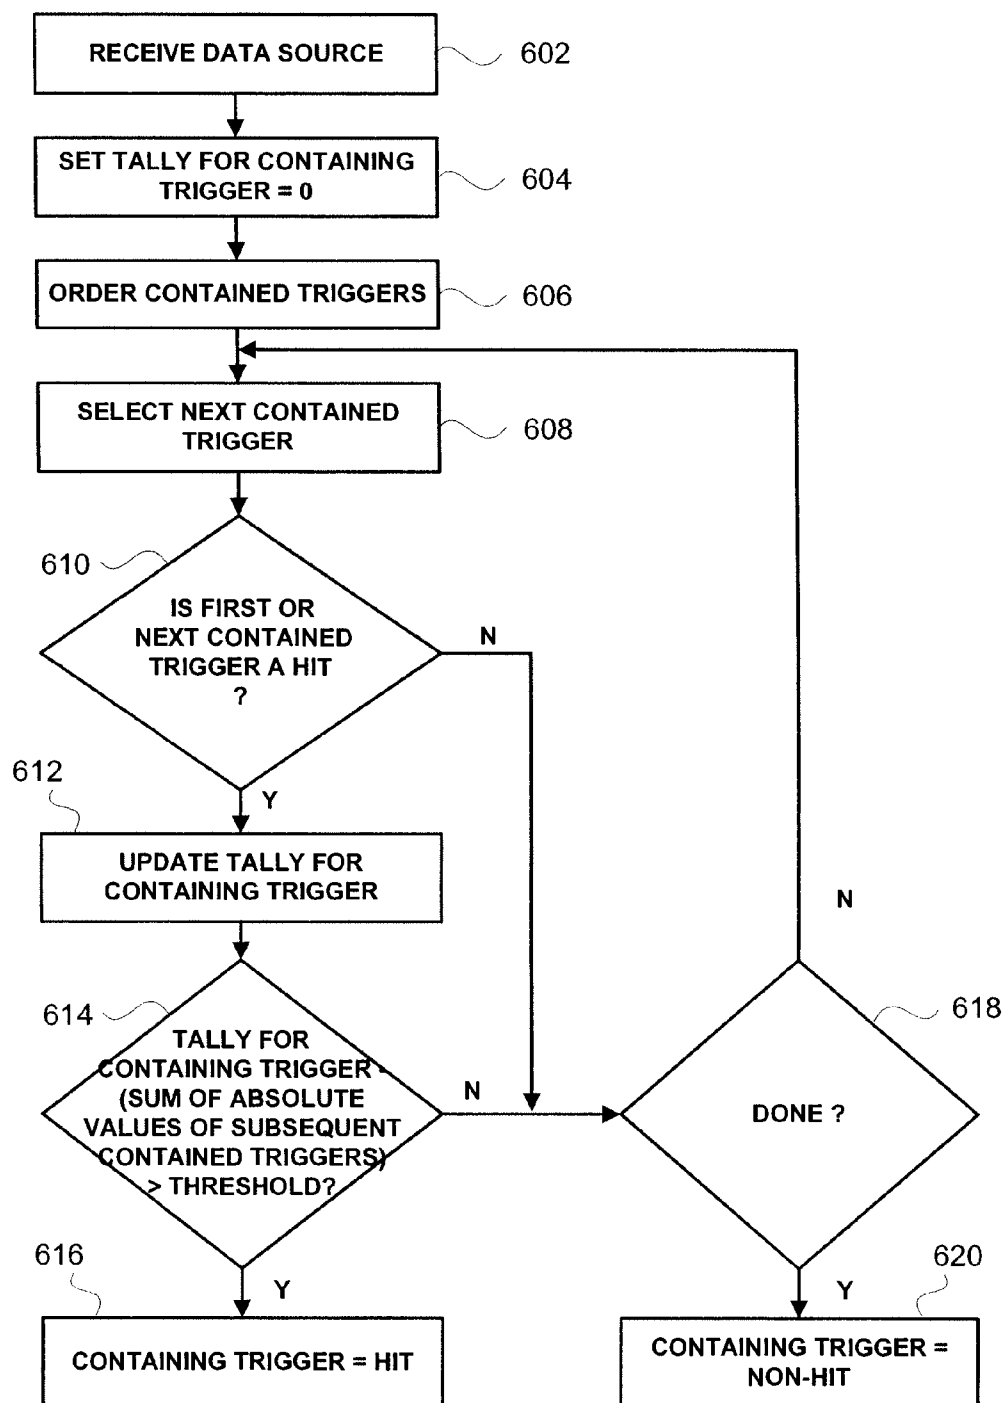 RECEIVE DATA SOURCE
602
SET TALLY FOR CONTAINING
TRIGGER = 0
604
ORDER CONTAINED TRIGGERS
606
SELECT NEXT CONTAINED
TRIGGER
608
610
IS FIRST OR
NEXT CONTAINED
TRIGGER A HIT
?
N
Y
612
UPDATE TALLY FOR
CONTAINING TRIGGER
N
614
TALLY FOR
CONTAINING TRIGGER -
(SUM OF ABSOLUTE
VALUES OF SUBSEQUENT
CONTAINED TRIGGERS)
> THRESHOLD?
N
618
DONE ?
Y
616
CONTAINING TRIGGER = HIT
Y
620
CONTAINING TRIGGER =
NON-HIT